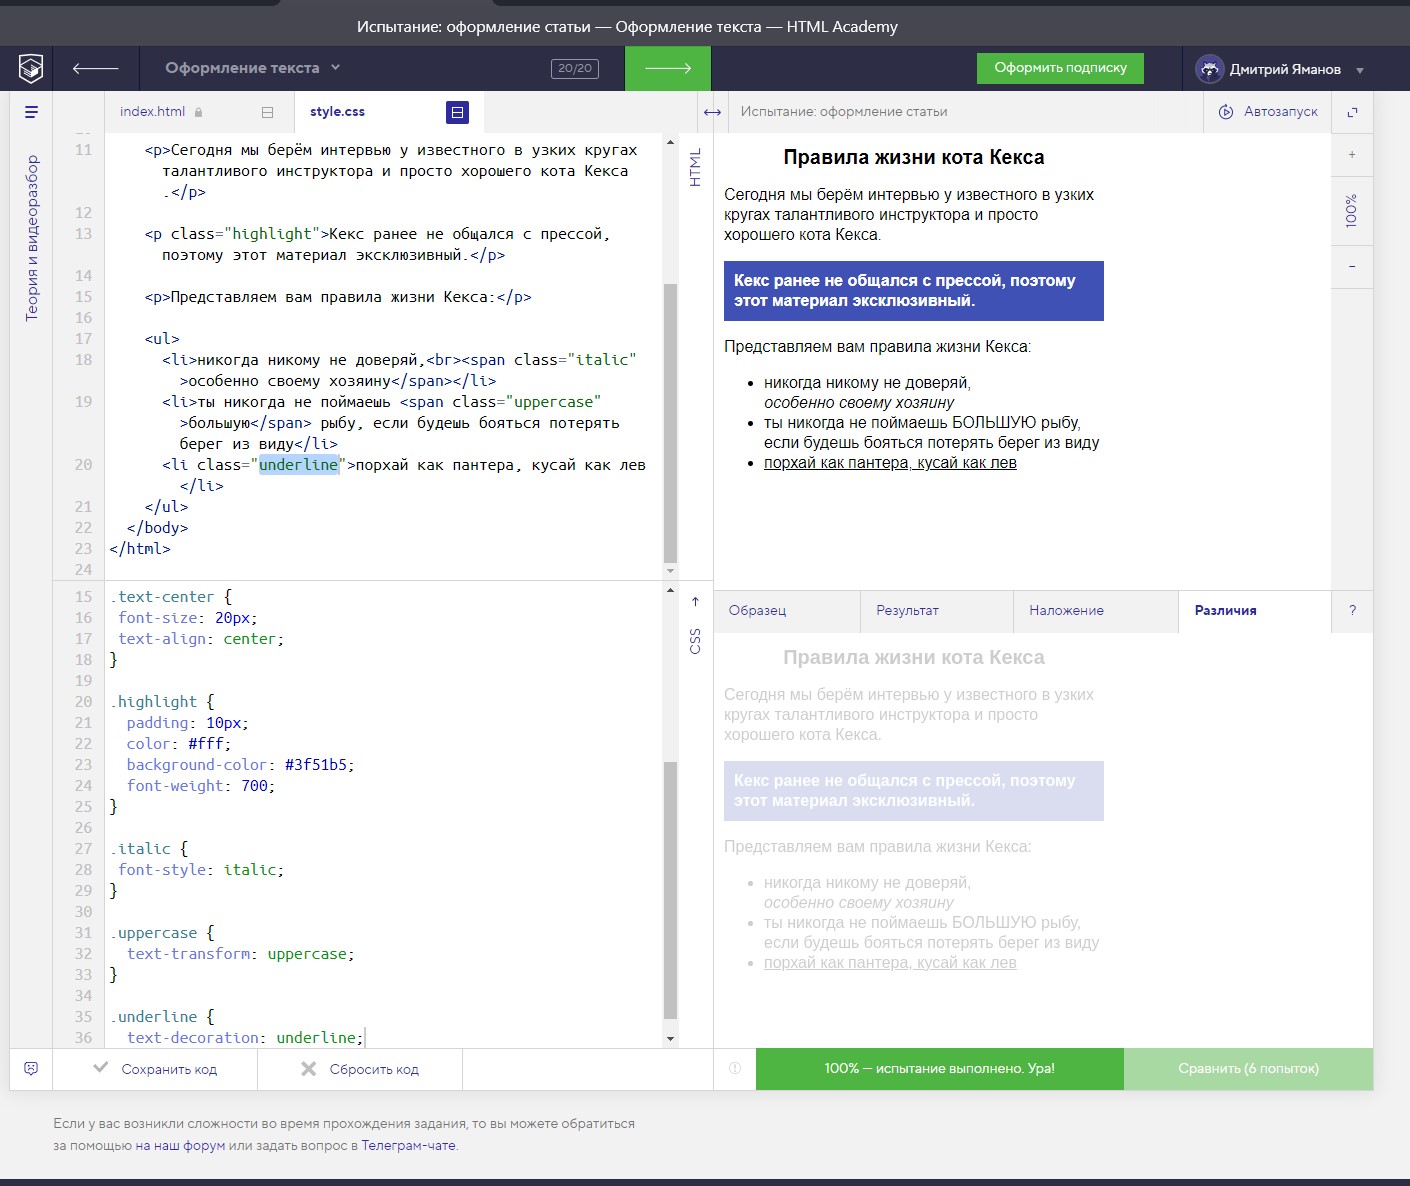 Испытание: оформление статьи — Оформление текста — HTML Academy
Оформление текста
20/20
Оформить подписку
Дмитрий Яманов
index.html
style.css
Испытание: оформление статьи
Автозапуск
Теория и видеоразбор
11 <p>Сегодня мы берём интервью у известного в узких кругах
талантливого инструктора и просто хорошего кота Кекса
.</p>
12
13 <p class="highlight">Кекс ранее не общался с прессой,
поэтому этот материал эксклюзивный.</p>
14
15 <p>Представляем вам правила жизни Кекса:</p>
16
17 <ul>
18 <li>никогда никому не доверяй,<br><span class="italic"
>особенно своему хозяину</span></li>
19 <li>ты никогда не поймаешь <span class="uppercase"
>большую</span> рыбу, если будешь бояться потерять
берег из виду</li>
20 <li class="underline">порхай как пантера, кусай как лев
</li>
21 </ul>
22 </body>
23 </html>
24
HTML
15 .text-center {
16 font-size: 20px;
17 text-align: center;
18 }
19
20 .highlight {
21 padding: 10px;
22 color: #fff;
23 background-color: #3f51b5;
24 font-weight: 700;
25 }
26
27 .italic {
28 font-style: italic;
29 }
30
31 .uppercase {
32 text-transform: uppercase;
33 }
34
35 .underline {
36 text-decoration: underline;
CSS
Правила жизни кота Кекса
Сегодня мы берём интервью у известного в узких
кругах талантливого инструктора и просто
хорошего кота Кекса.
Кекс ранее не общался с прессой, поэтому
этот материал эксклюзивный.
Представляем вам правила жизни Кекса:
• никогда никому не доверяй,
особенно своему хозяину
• ты никогда не поймаешь БОЛЬШУЮ рыбу,
если будешь бояться потерять берег из виду
• порхай как пантера, кусай как лев
+
100%
−
Образец
Результат
Наложение
Различия
?
Правила жизни кота Кекса
Сегодня мы берём интервью у известного в узких
кругах талантливого инструктора и просто
хорошего кота Кекса.
Кекс ранее не общался с прессой, поэтому
этот материал эксклюзивный.
Представляем вам правила жизни Кекса:
• никогда никому не доверяй,
особенно своему хозяину
• ты никогда не поймаешь БОЛЬШУЮ рыбу,
если будешь бояться потерять берег из виду
• порхай как пантера, кусай как лев
Сохранить код
Сбросить код
100% — испытание выполнено. Ура!
Сравнить (6 попыток)
Если у вас возникли сложности во время прохождения задания, то вы можете обратиться
за помощью на наш форум или задать вопрос в Телеграм-чате.